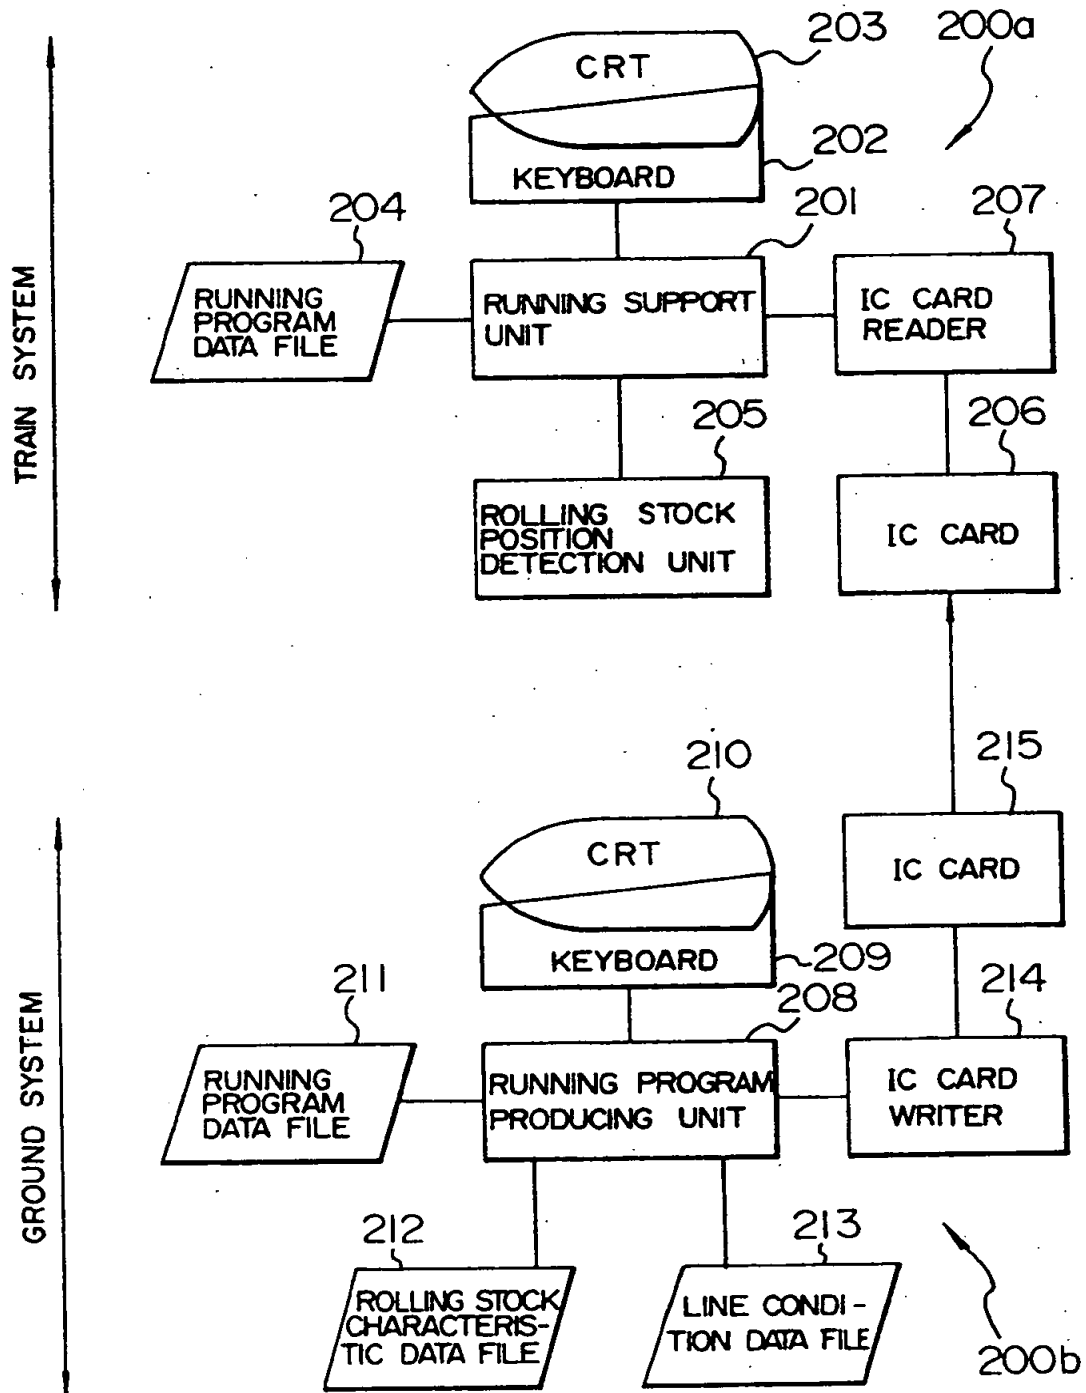 203
200a
CRT
202
KEYBOARD
204
201
207
TRAIN SYSTEM
RUNNING
PROGRAM
DATA FILE
RUNNING SUPPORT
UNIT
IC CARD
READER
205
206
ROLLING STOCK
POSITION
DETECTION UNIT
IC CARD
210
215
CRT
IC CARD
KEYBOARD
209
211
208
214
GROUND SYSTEM
RUNNING
PROGRAM
DATA FILE
RUNNING PROGRAM
PRODUCING UNIT
IC CARD
WRITER
212
213
ROLLING STOCK
CHARACTERIS-
TIC DATA FILE
LINE CONDI-
TION DATA FILE
200b